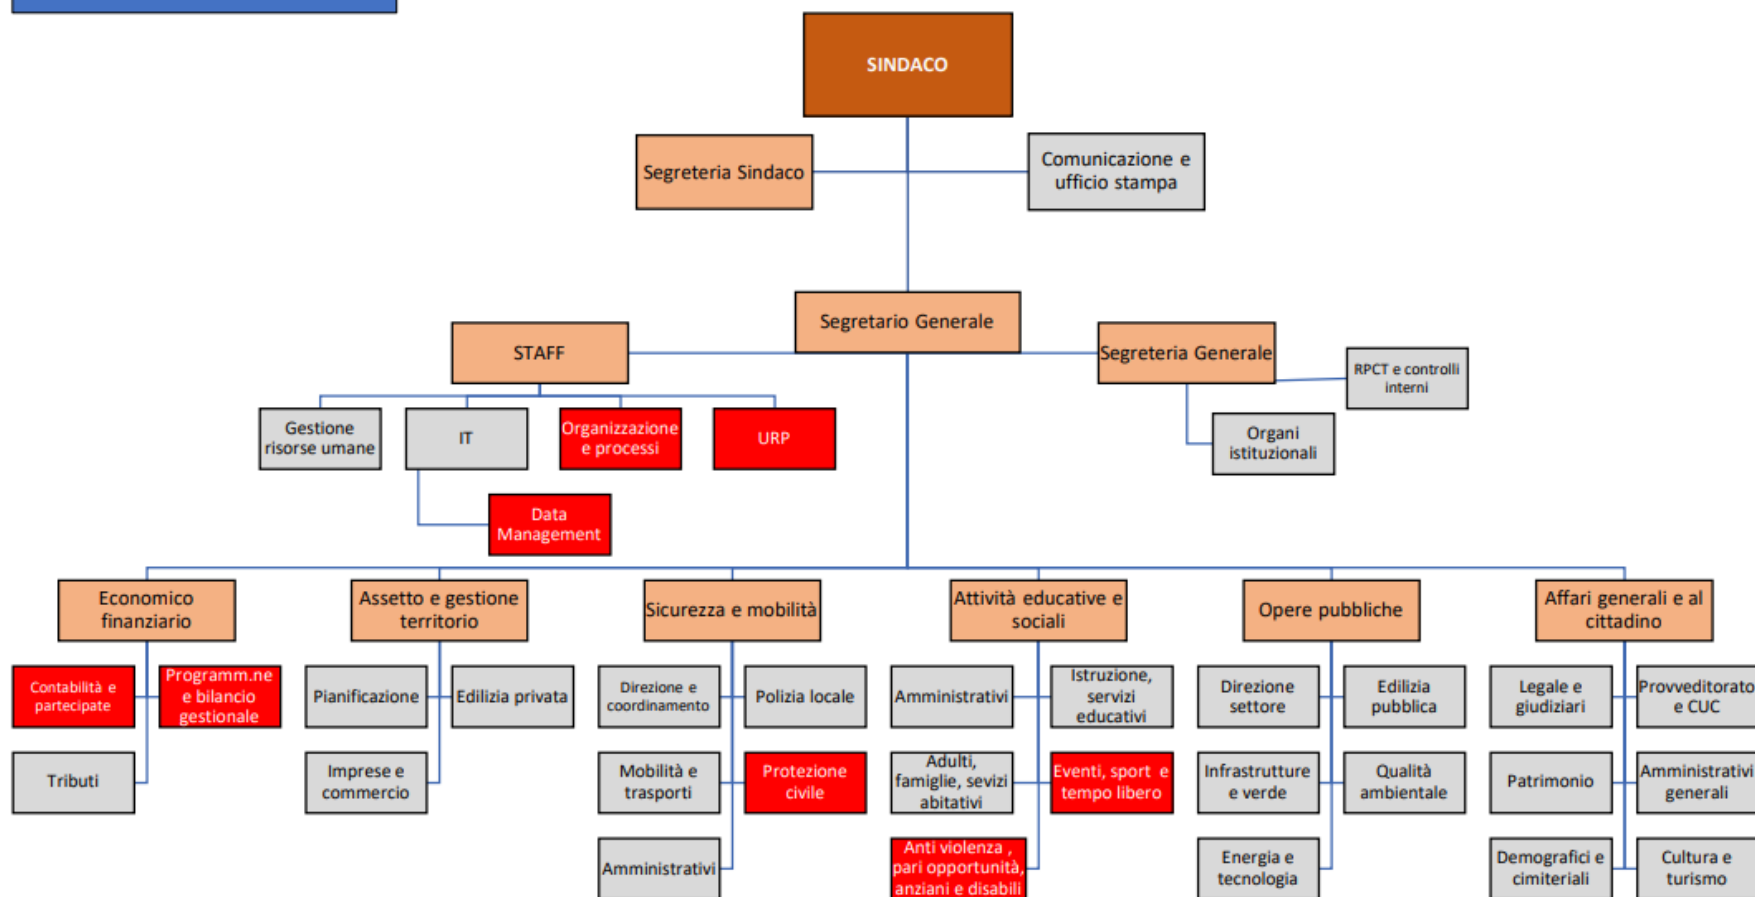 SINDACO
Segreteria Sindaco
Comunicazione e
ufficio stampa
Segretario Generale
STAFF
Segreteria Generale
RPCT e controlli
interni
Gestione
risorse umane
IT
Organizzazione
e processi
URP
Organi
istituzionali
Data
Management
Economico
finanziario
Assetto e gestione
territorio
Sicurezza e mobilità
Attività educative e
sociali
Opere pubbliche
Affari generali e al
cittadino
Contabilità e
partecipate
Programm.ne
e bilancio
gestionale
Pianificazione
Edilizia privata
Direzione e
coordinamento
Polizia locale
Amministrativi
Istruzione,
servizi
educativi
Direzione
settore
Edilizia
pubblica
Legale e
giudiziari
Provveditorato
e CUC
Tributi
Imprese e
commercio
Mobilità e
trasporti
Protezione
civile
Adulti,
famiglie, sevizi
abitativi
Eventi, sport e
tempo libero
Infrastrutture
e verde
Qualità
ambientale
Patrimonio
Amministrativi
generali
Amministrativi
Anti violenza ,
pari opportunità,
anziani e disabili
Energia e
tecnologia
Demografici e
cimiteriali
Cultura e
turismo